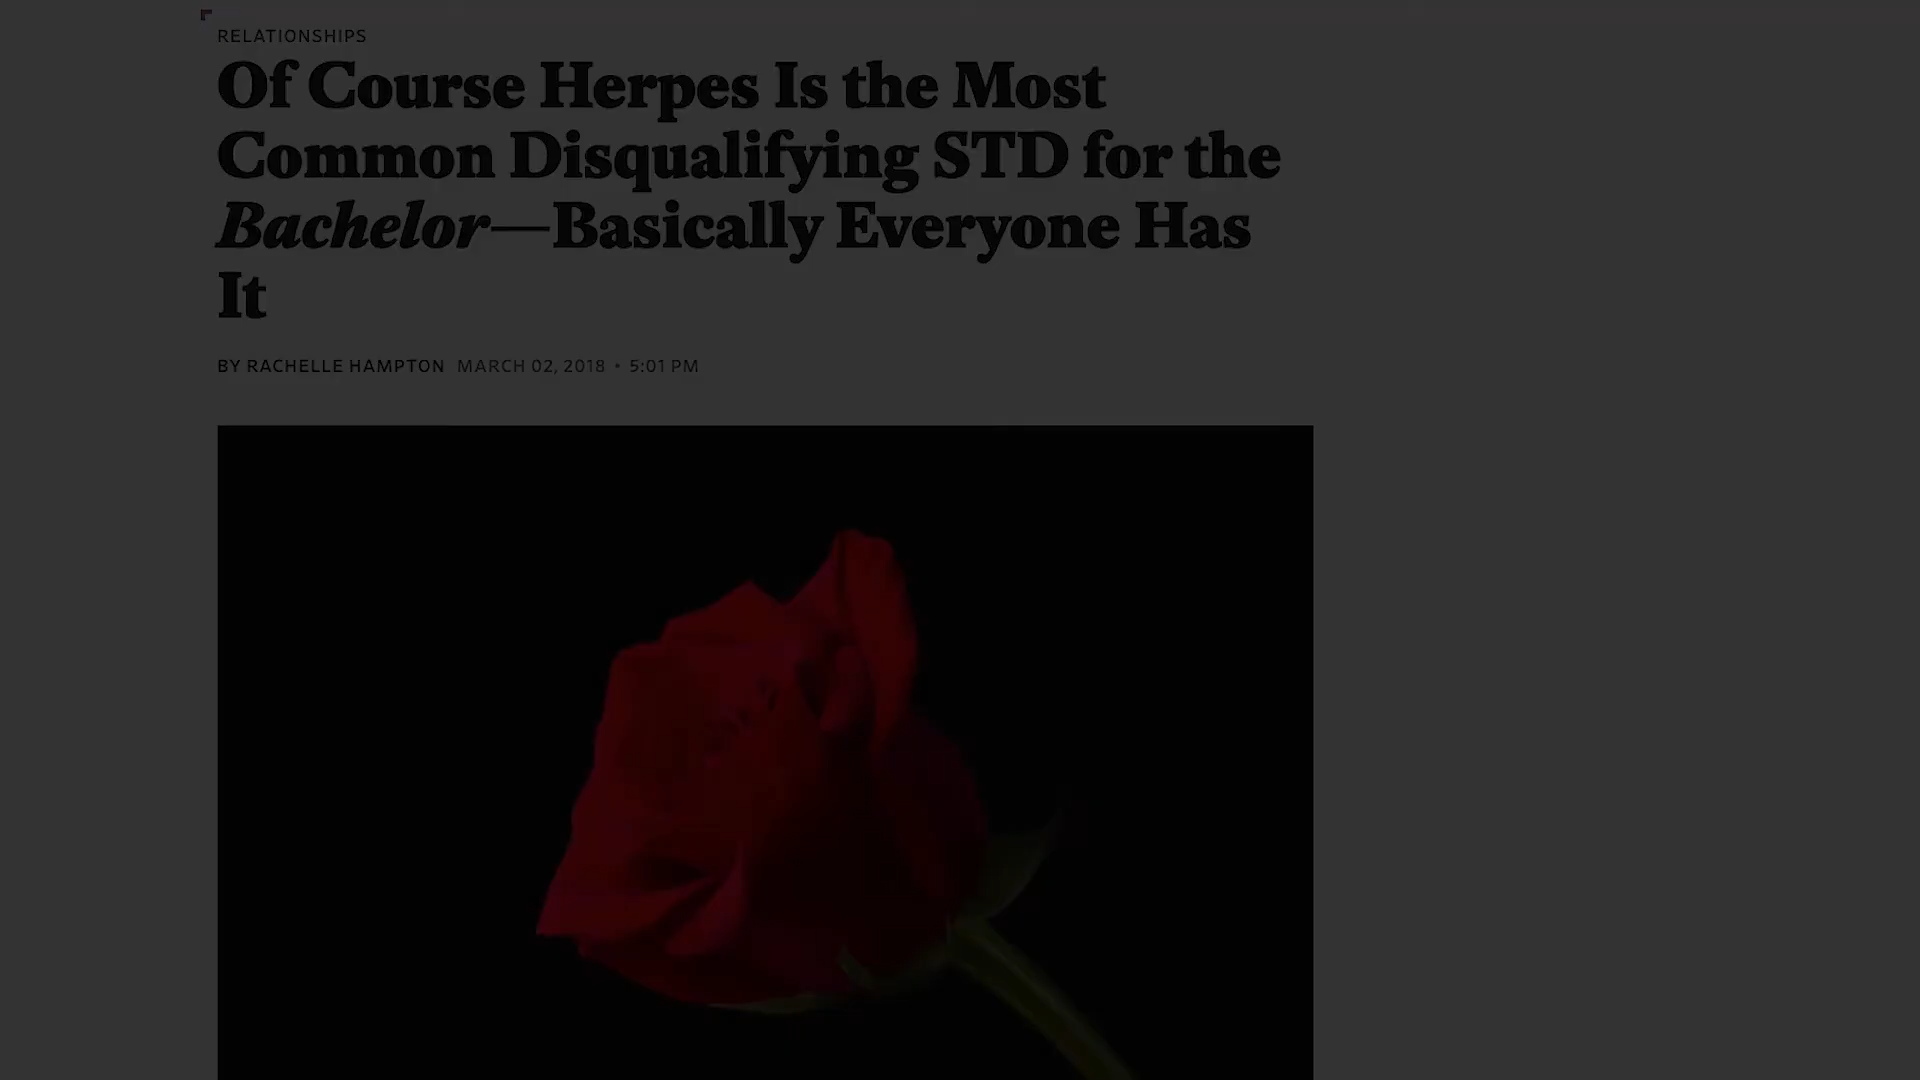 RELATIONSHIPS
Of Course Herpes Is the Most
Common Disqualifying STD for the
Bachelor—Basically Everyone Has
It
BY RACHELLE HAMPTON MARCH 02, 2018 • 5:01 PM